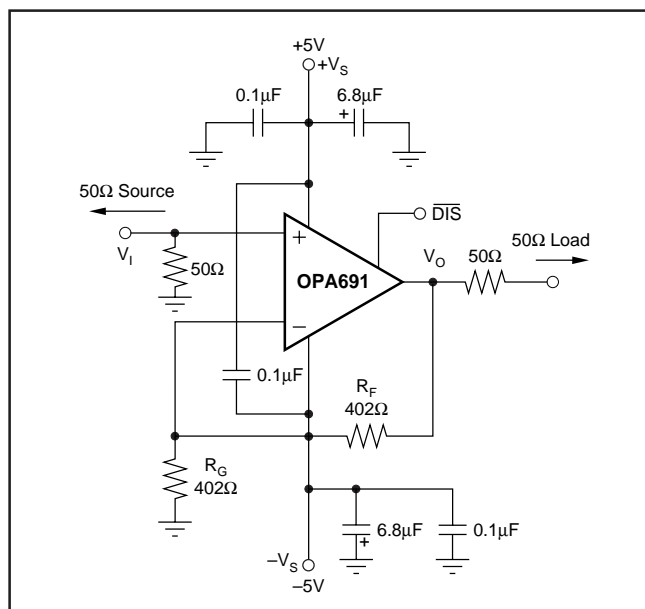 +5V
+VS
0.1µF
6.8µF
+
50Ω Source
DIS
VI
50Ω
+
OPA691
–
VO
50Ω
50Ω Load
0.1µF
RF
402Ω
RG
402Ω
6.8µF
+
0.1µF
–VS
–5V